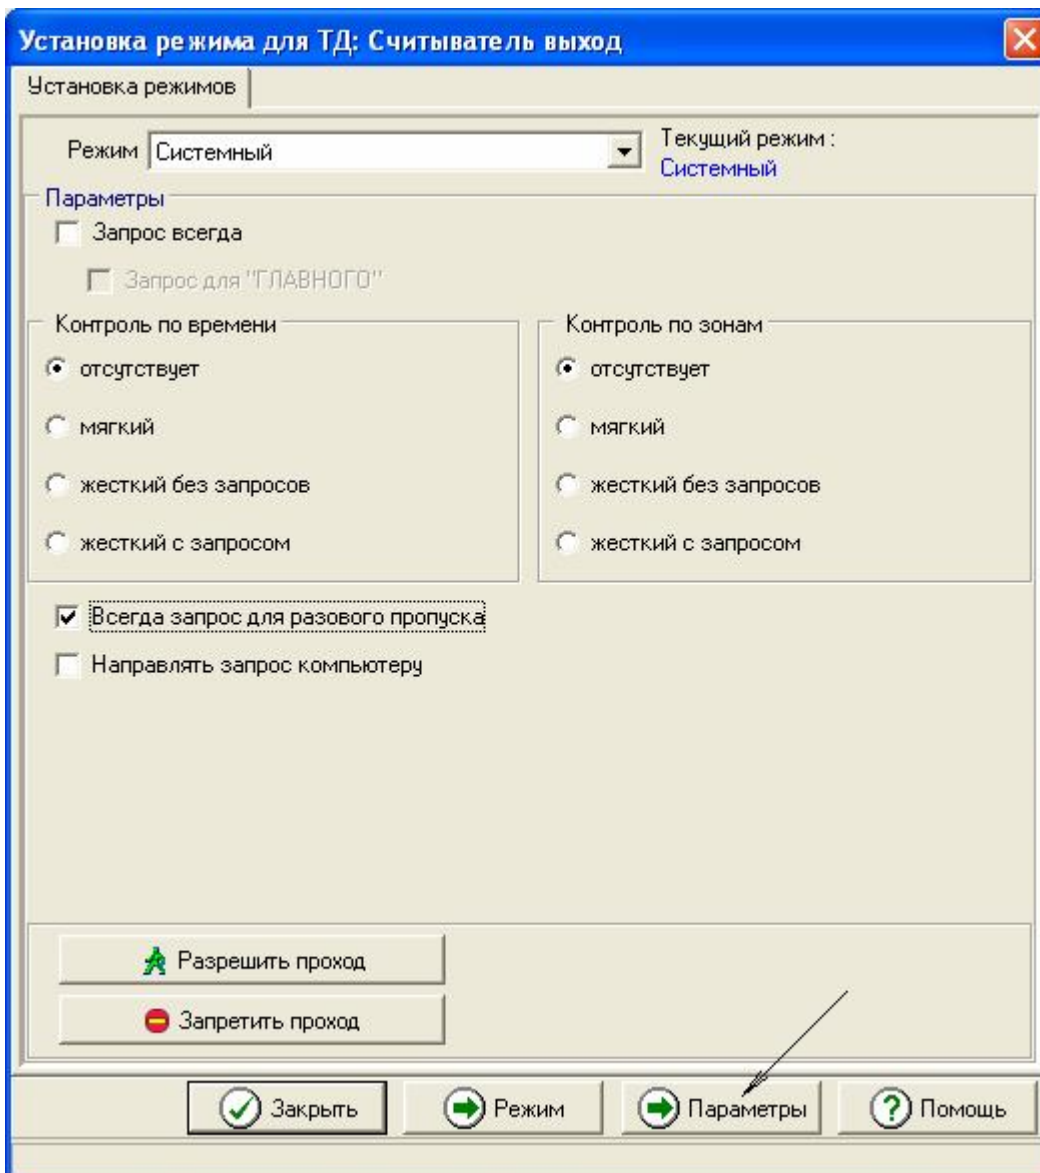 Установка режима для ТД: Считыватель выход
Установка режимов
Режим Системный Текущий режим :
Системный
Параметры
Запрос всегда
Запрос для "ГЛАВНОГО"
Контроль по времени
отсутствует
мягкий
жесткий без запросов
жесткий с запросом
Контроль по зонам
отсутствует
мягкий
жесткий без запросов
жесткий с запросом
Всегда запрос для разового пропуска
Направлять запрос компьютеру
Разрешить проход
Запретить проход
Закрыть Режим Параметры Помощь